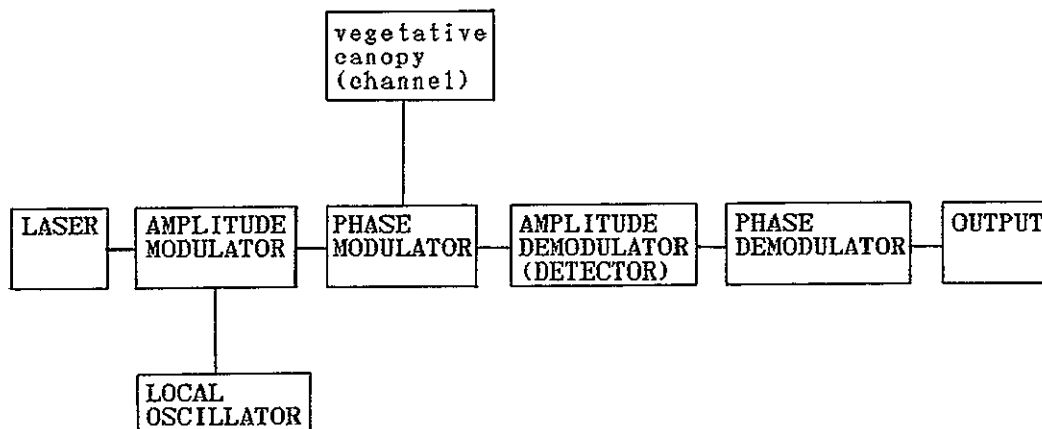 vegetative
canopy
(channel)
LASER
AMPLITUDE
MODULATOR
PHASE
MODULATOR
AMPLITUDE
DEMODULATOR
(DETECTOR)
PHASE
DEMODULATOR
OUTPUT
LOCAL
OSCILLATOR